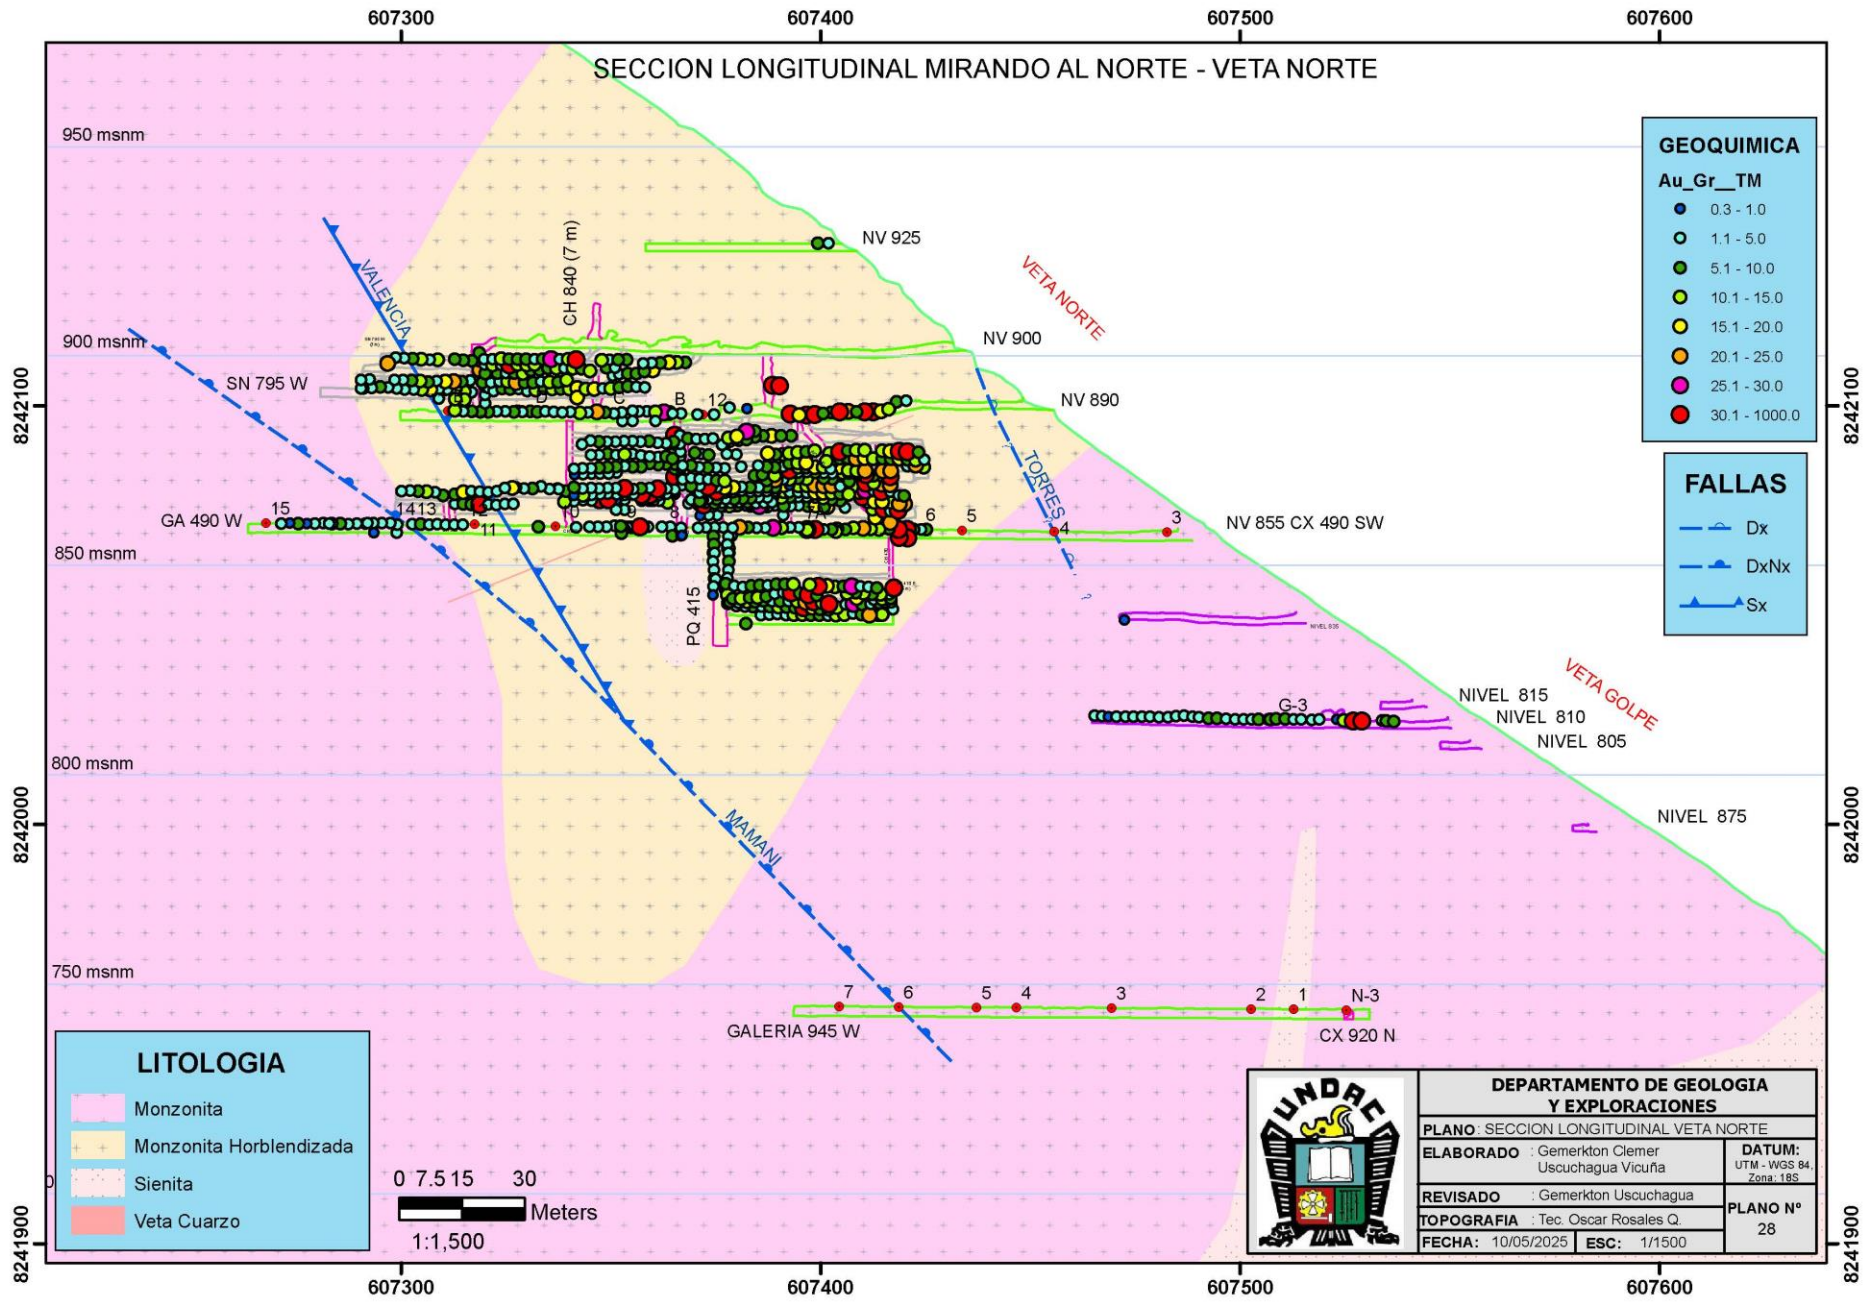 607300
607400
607500
607600
SECCION LONGITUDINAL MIRANDO AL NORTE - VETA NORTE
950 msnm
900 msnm
850 msnm
800 msnm
750 msnm
8242100
8242000
8241900
8242100
8242000
8241900
GEOQUIMICA
Au_Gr__TM
0.3 - 1.0
1.1 - 5.0
5.1 - 10.0
10.1 - 15.0
15.1 - 20.0
20.1 - 25.0
25.1 - 30.0
30.1 - 1000.0
FALLAS
Dx
DxNx
Sx
NV 925
CH 840 (7 m)
VALENCIA
VETA NORTE
NV 900
SN 795 W
D
C
B
12
NV 890
TORRES
?
?
GA 490 W
15
14 13
12
11
9
8
7A
6
5
4
3
NV 855 CX 490 SW
PQ 415
NIVEL 835
G-3
NIVEL 815
NIVEL 810
NIVEL 805
VETA GOLPE
NIVEL 875
MAMANI
7
6
5
4
3
2
1
N-3
GALERIA 945 W
CX 920 N
LITOLOGIA
Monzonita
Monzonita Horblendizada
Sienita
Veta Cuarzo
0 7.5 15 30
Meters
1:1,500
UNDAC
DEPARTAMENTO DE GEOLOGIA
Y EXPLORACIONES
PLANO: SECCION LONGITUDINAL VETA NORTE
ELABORADO : Gemerkton Clemer
Uscuchagua Vicuña
DATUM:
UTM - WGS 84,
Zona: 18S
REVISADO : Gemerkton Uscuchagua
TOPOGRAFIA : Tec. Oscar Rosales Q.
PLANO Nº
28
FECHA: 10/05/2025 ESC: 1/1500
607300
607400
607500
607600